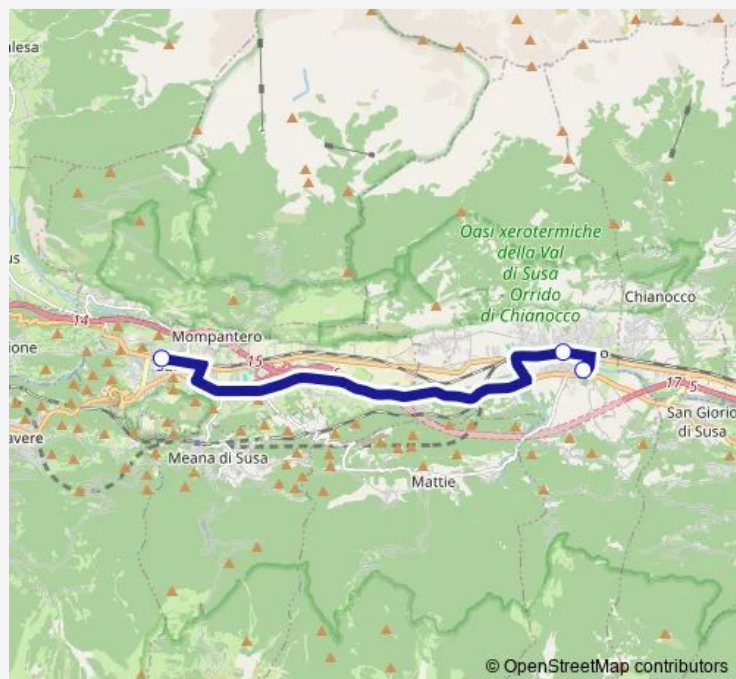 alesa
Oasi xerotermiche
della Val
di Susa
- Orrido
di Chianocco
us
Chianocco
14
Mompantero
ione
15
o
17
5
San Giorio
di Susa
avere
Meana di Susa
Mattie
© OpenStreetMap contributors